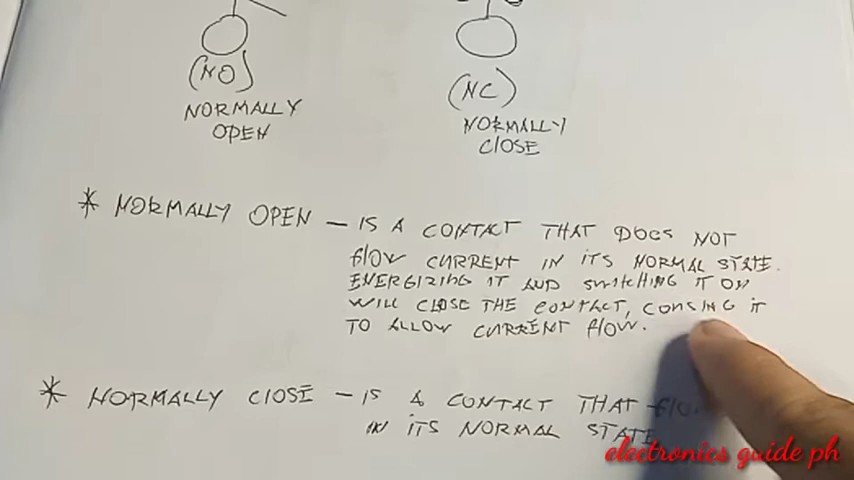 (NO)
NORMALLY
OPEN
(NC)
NORMALLY
CLOSE
* NORMALLY OPEN — IS A CONTACT THAT DOES NOT
FLOW CURRENT IN ITS NORMAL STATE.
ENERGIZING IT AND SWITCHING IT ON
WILL CLOSE THE CONTACT, CONSING IT
TO ALLOW CURRENT FLOW.
* NORMALLY CLOSE — IS A CONTACT THAT
IN ITS NORMAL STATE
electronics guide ph